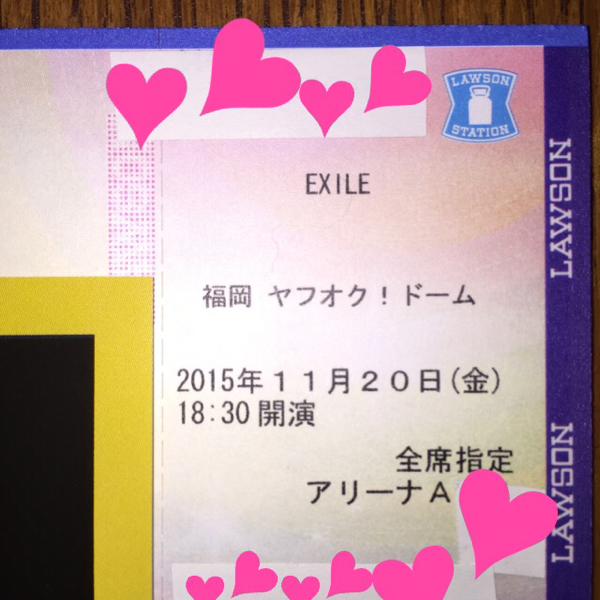 LAWSON
STATION
EXILE
福岡 ヤフオク！ドーム
2015年１１月２０日(金)
18:30 開演
全席指定
アリーナＡ
LAWSON
LAWSON